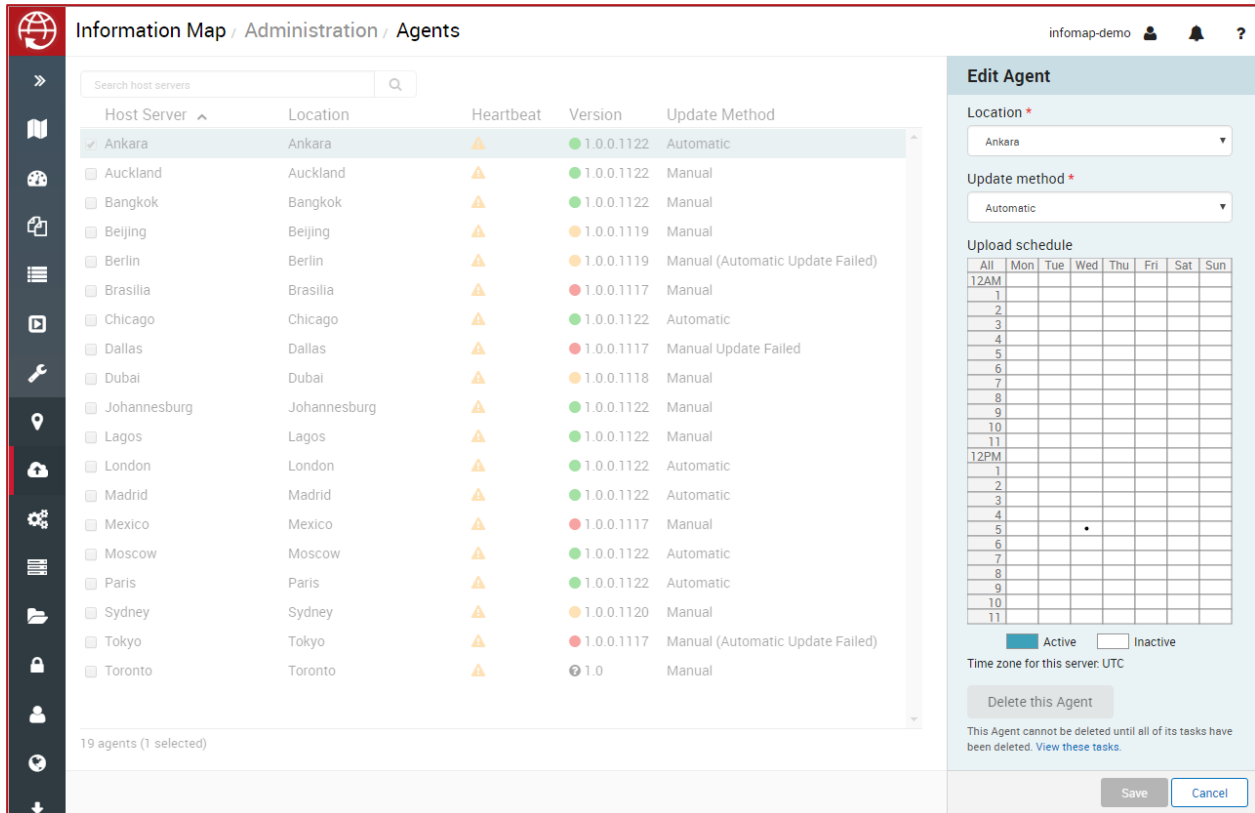 Information Map / Administration / Agents
infomap-demo ?
Search host servers
Host Server Location Heartbeat Version Update Method
Ankara Ankara 1.0.0.1122 Automatic
Auckland Auckland 1.0.0.1122 Manual
Bangkok Bangkok 1.0.0.1122 Manual
Beijing Beijing 1.0.0.1119 Manual
Berlin Berlin 1.0.0.1119 Manual (Automatic Update Failed)
Brasilia Brasilia 1.0.0.1117 Manual
Chicago Chicago 1.0.0.1122 Automatic
Dallas Dallas 1.0.0.1117 Manual Update Failed
Dubai Dubai 1.0.0.1118 Manual
Johannesburg Johannesburg 1.0.0.1122 Manual
Lagos Lagos 1.0.0.1122 Manual
London London 1.0.0.1122 Automatic
Madrid Madrid 1.0.0.1122 Automatic
Mexico Mexico 1.0.0.1117 Manual
Moscow Moscow 1.0.0.1122 Automatic
Paris Paris 1.0.0.1122 Automatic
Sydney Sydney 1.0.0.1120 Manual
Tokyo Tokyo 1.0.0.1117 Manual (Automatic Update Failed)
Toronto Toronto 1.0 Manual
19 agents (1 selected)
Edit Agent
Location *
Ankara
Update method *
Automatic
Upload schedule
All Mon Tue Wed Thu Fri Sat Sun
12AM
1
2
3
4
5
6
7
8
9
10
11
12PM
1
2
3
4
5
6
7
8
9
10
11
Active Inactive
Time zone for this server: UTC
Delete this Agent
This Agent cannot be deleted until all of its tasks have
been deleted. View these tasks.
Save Cancel